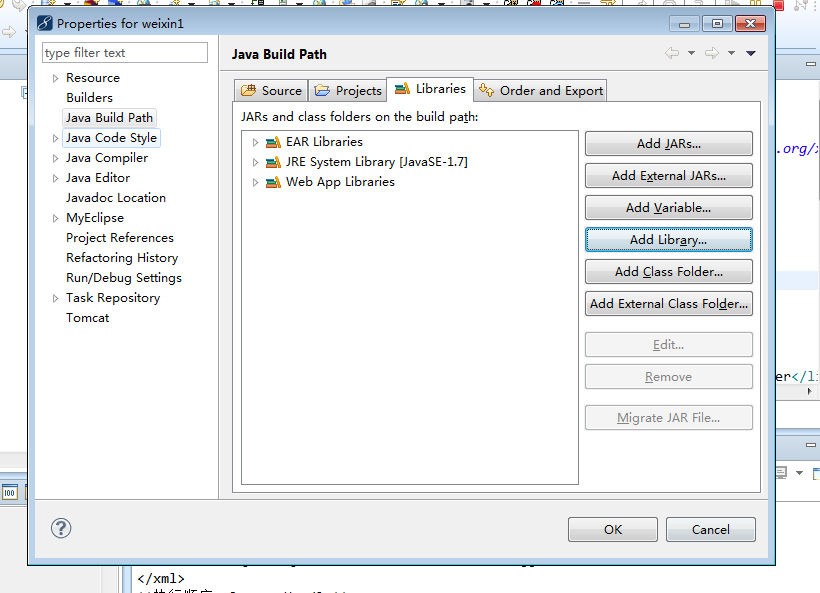 Properties for weixin1
type filter text
Resource
Builders
Java Build Path
Java Code Style
Java Compiler
Java Editor
Javadoc Location
MyEclipse
Project References
Refactoring History
Run/Debug Settings
Task Repository
Tomcat
Java Build Path
Source Projects Libraries Order and Export
JARs and class folders on the build path:
EAR Libraries
JRE System Library [JavaSE-1.7]
Web App Libraries
Add JARs...
Add External JARs...
Add Variable...
Add Library...
Add Class Folder...
Add External Class Folder...
Edit...
Remove
Migrate JAR File...
OK Cancel
.org/x
er</li
</xml>